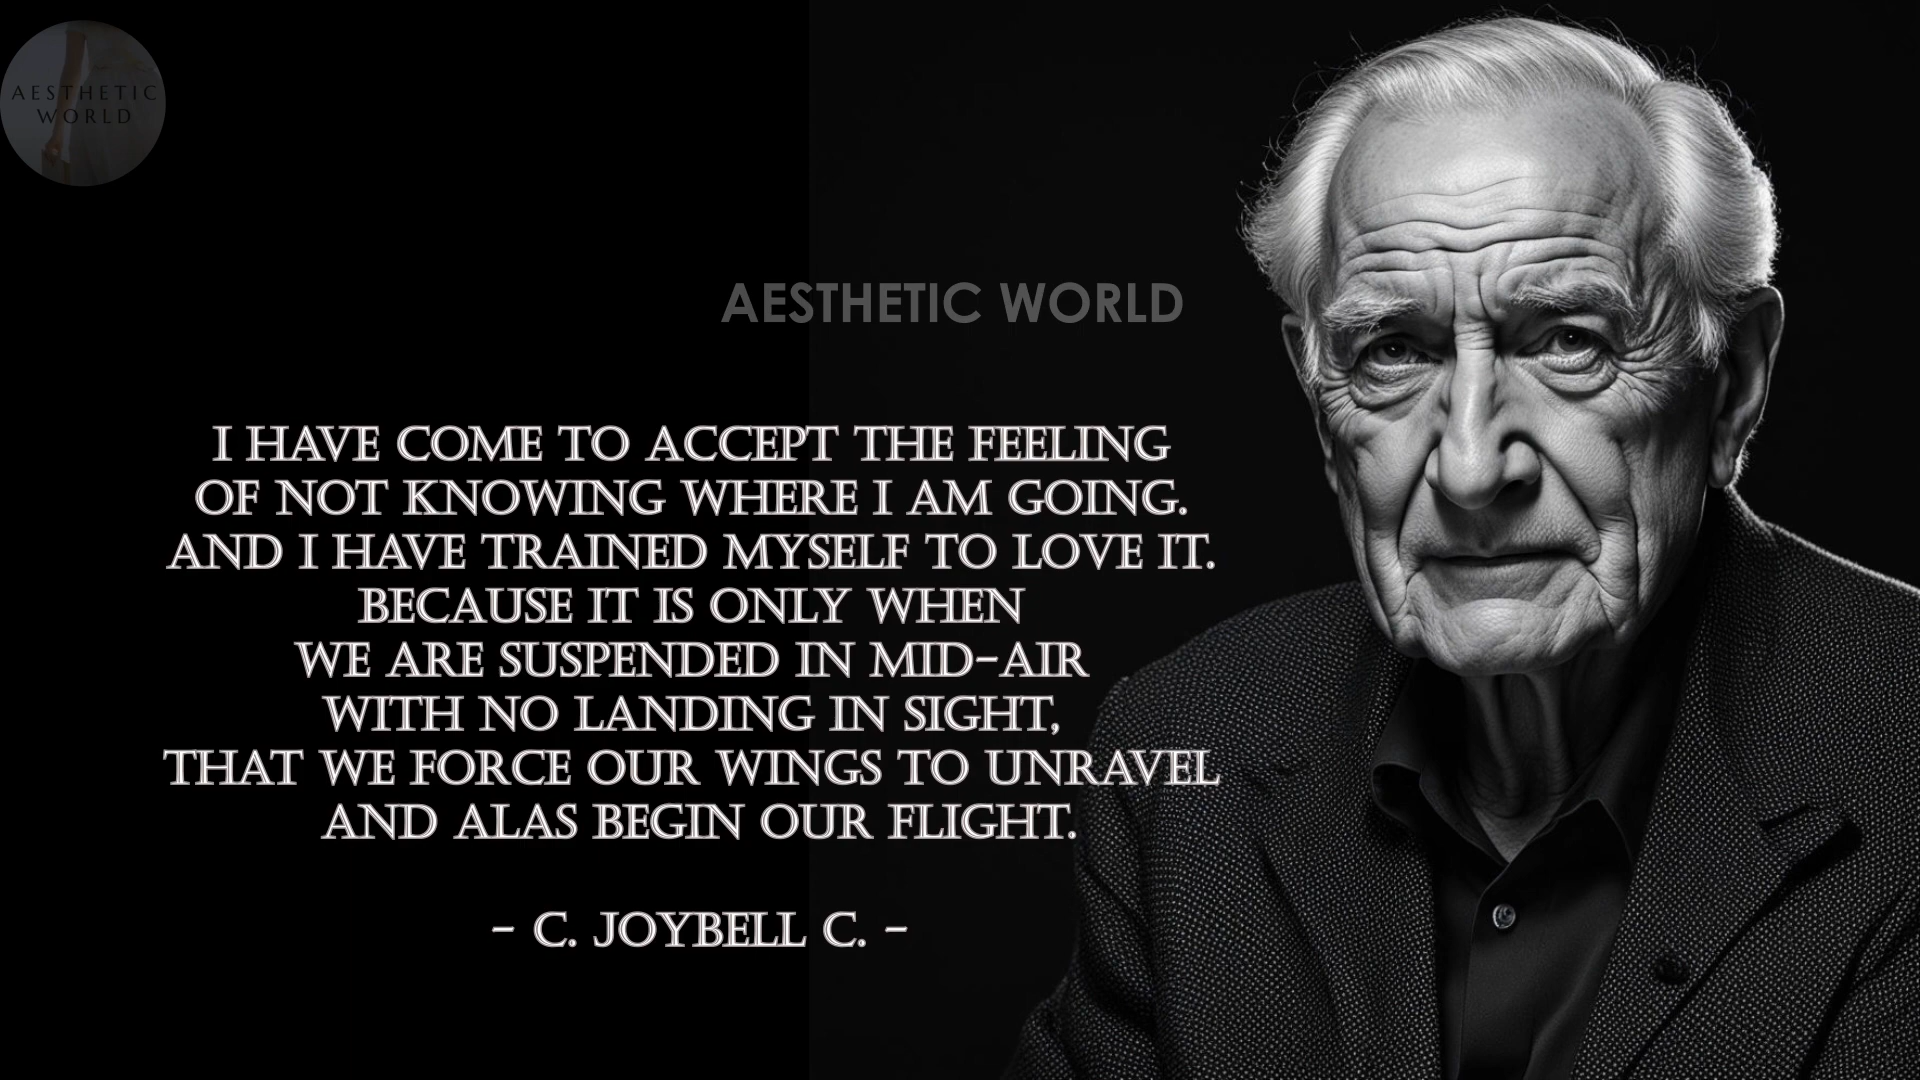 AESTHETIC
WORLD
AESTHETIC WORLD
I HAVE COME TO ACCEPT THE FEELING
OF NOT KNOWING WHERE I AM GOING.
AND I HAVE TRAINED MYSELF TO LOVE IT.
BECAUSE IT IS ONLY WHEN
WE ARE SUSPENDED IN MID-AIR
WITH NO LANDING IN SIGHT,
THAT WE FORCE OUR WINGS TO UNRAVEL
AND ALAS BEGIN OUR FLIGHT.
- C. JOYBELL C. -